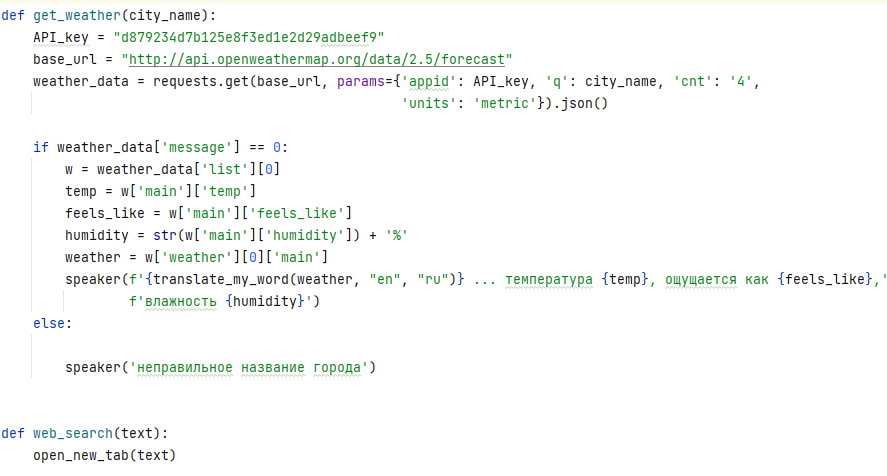 def get_weather(city_name):
API_key = "d879234d7b125e8f3ed1e2d29adbeef9"
base_url = "http://api.openweathermap.org/data/2.5/forecast"
weather_data = requests.get(base_url, params={'appid': API_key, 'q': city_name, 'cnt': '4',
'units': 'metric'}).json()
if weather_data['message'] == 0:
w = weather_data['list'][0]
temp = w['main']['temp']
feels_like = w['main']['feels_like']
humidity = str(w['main']['humidity']) + '%'
weather = w['weather'][0]['main']
speaker(f'{translate_my_word(weather, "en", "ru")} ... температура {temp}, ощущается как {feels_like},'
f'влажность {humidity}')
else:
speaker('неправильное название города')
def web_search(text):
open_new_tab(text)